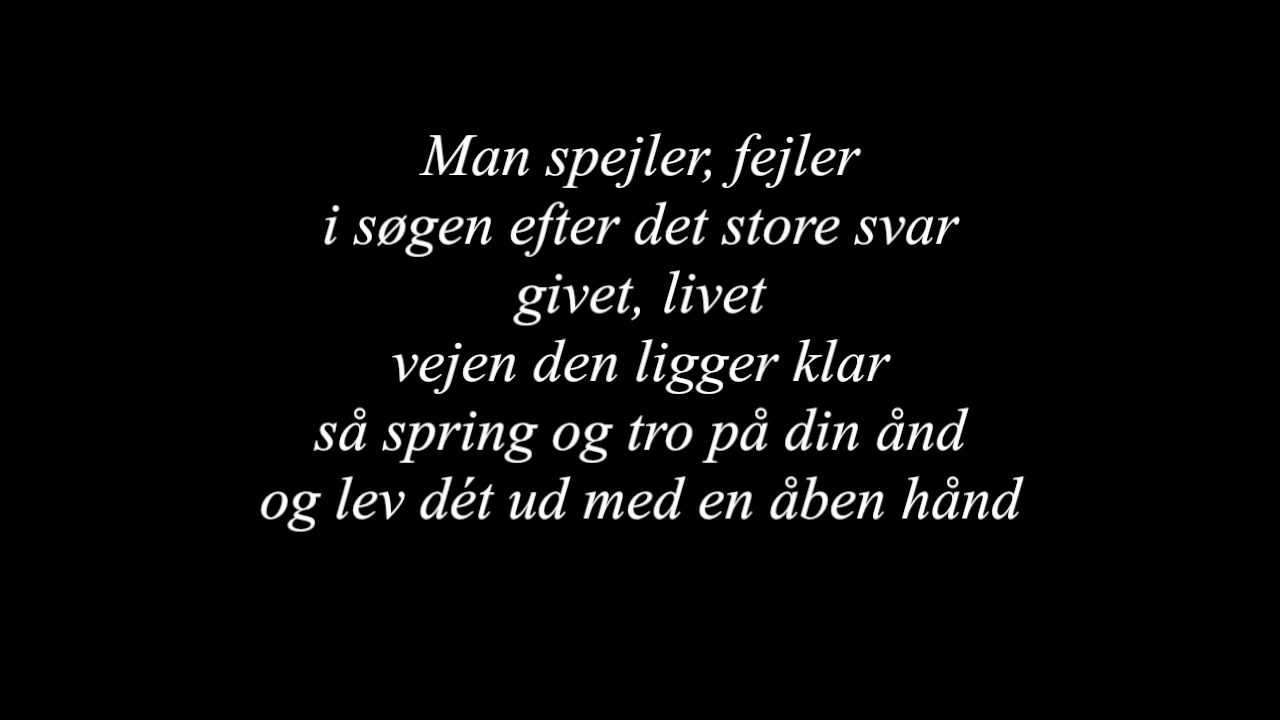 Man spejler, fejler
i søgen efter det store svar
givet, livet
vejen den ligger klar
så spring og tro på din ånd
og lev dét ud med en åben hånd